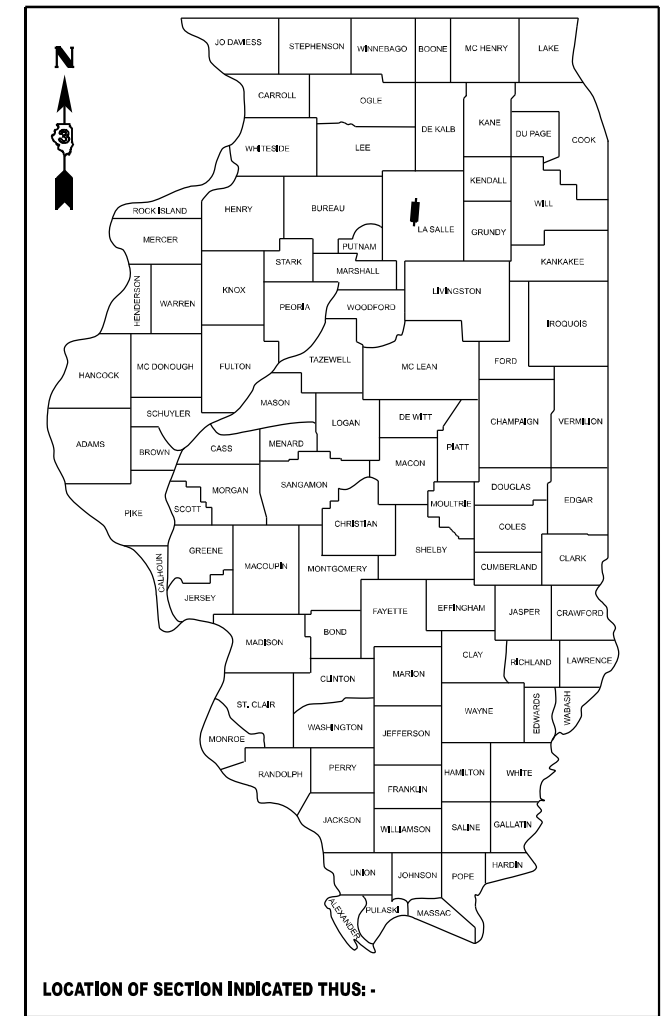 JO DAVIESS
STEPHENSON
WINNEBAGO
BOONE
MC HENRY
LAKE
N
CARROLL
OGLE
DE KALB
KANE
DU PAGE
COOK
3
WHITESIDE
LEE
KENDALL
ROCK ISLAND
HENRY
BUREAU
LA SALLE
GRUNDY
WILL
MERCER
PUTNAM
STARK
MARSHALL
KANKAKEE
HENDERSON
WARREN
KNOX
PEORIA
WOODFORD
LIVINGSTON
IROQUOIS
HANCOCK
MC DONOUGH
FULTON
TAZEWELL
MC LEAN
FORD
MASON
SCHUYLER
LOGAN
DE WITT
CHAMPAIGN
VERMILION
ADAMS
BROWN
CASS
MENARD
MACON
PIATT
MORGAN
SANGAMON
DOUGLAS
EDGAR
PIKE
SCOTT
CHRISTIAN
MOULTRIE
COLES
SHELBY
GREENE
MACOUPIN
MONTGOMERY
CUMBERLAND
CLARK
CALHOUN
JERSEY
FAYETTE
EFFINGHAM
JASPER
CRAWFORD
MADISON
BOND
CLAY
RICHLAND
LAWRENCE
CLINTON
MARION
ST. CLAIR
WAYNE
EDWARDS
WABASH
MONROE
WASHINGTON
JEFFERSON
RANDOLPH
PERRY
HAMILTON
WHITE
FRANKLIN
JACKSON
WILLIAMSON
SALINE
GALLATIN
UNION
JOHNSON
POPE
HARDIN
ALEXANDER
PULASKI
MASSAC
LOCATION OF SECTION INDICATED THUS: -